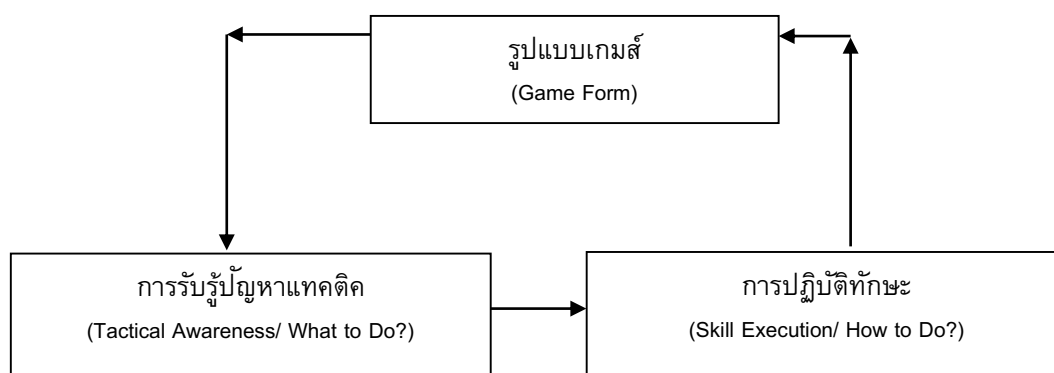 รูปแบบเกมส์
(Game Form)
การรับรู้ปัญหาแทคติค
(Tactical Awareness/ What to Do?)
การปฏิบัติทักษะ
(Skill Execution/ How to Do?)